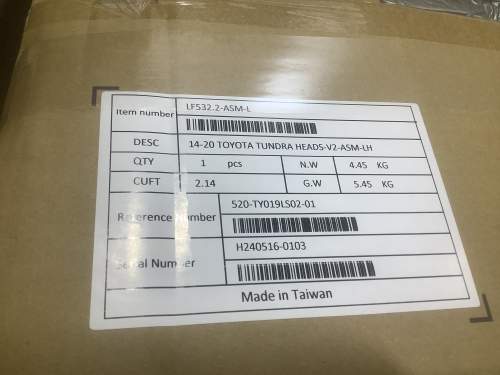 Item number LF532.2-ASM-L
DESC 14-20 TOYOTA TUNDRA HEADS-V2-ASM-LH
QTY 1 pcs N.W 4.45 KG
CUFT 2.14 G.W 5.45 KG
Reference Number 520-TY019LS02-01
Serial Number H240516-0103
Made in Taiwan